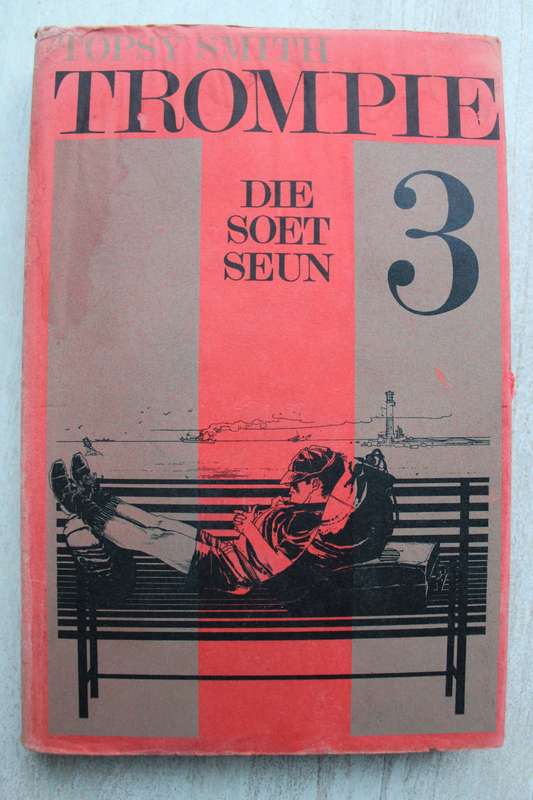 TOPSY SMITH
TROMPIE
DIE
SOET
SEUN
3